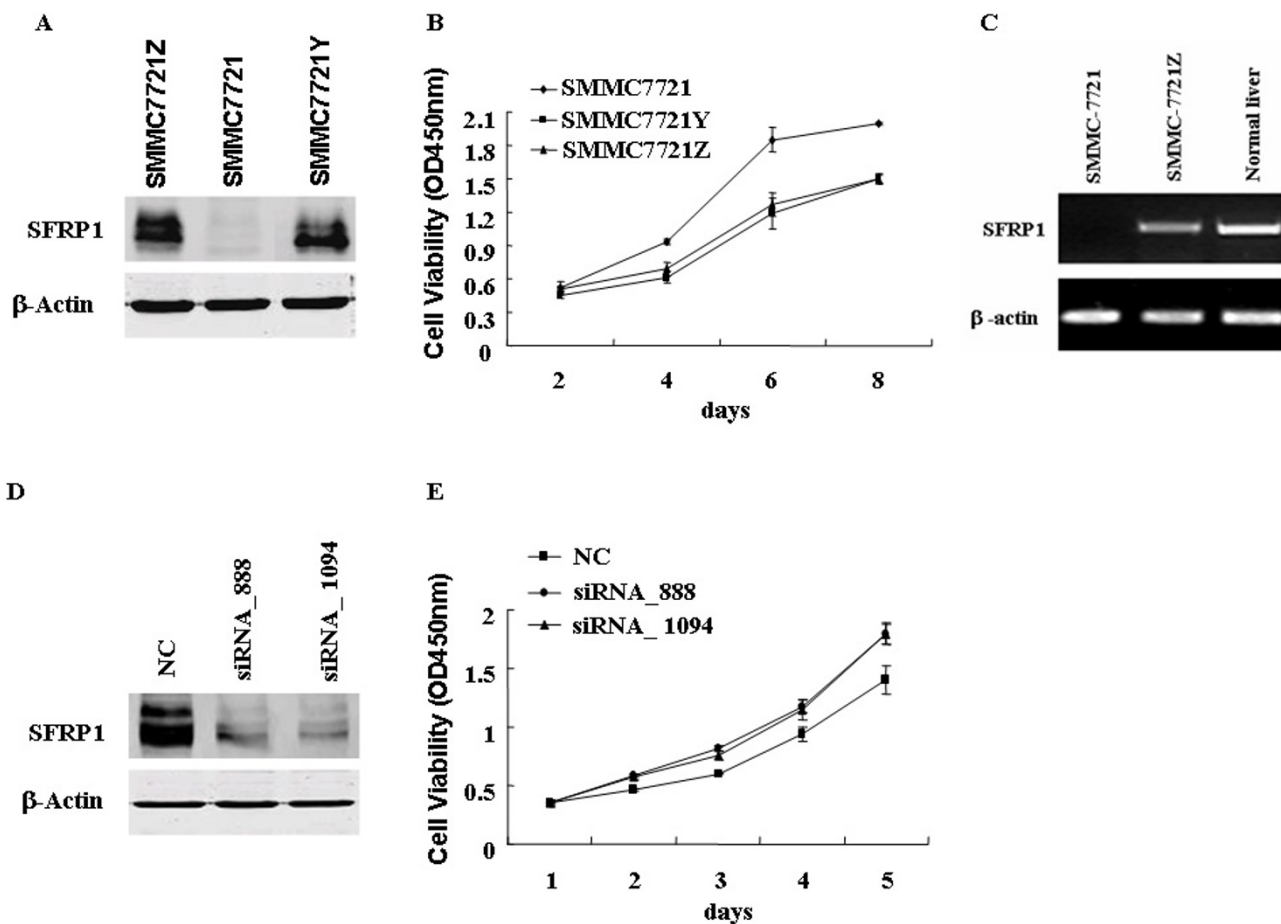 A
SMMC7721Z
SMMC7721
SMMC7721Y
SFRP1
β-Actin
B
SMMC7721
SMMC7721Y
SMMC7721Z
Cell Viability (OD450nm)
2.1
1.8
1.5
1.2
0.9
0.6
0.3
0
2 4 6 8
days
C
SMMC-7721
SMMC-7721Z
Normal liver
SFRP1
β -actin
D
NC
siRNA_888
siRNA_ 1094
SFRP1
β-Actin
E
NC
siRNA_888
siRNA_ 1094
Cell Viability (OD450nm)
2
1.5
1
0.5
0
1 2 3 4 5
days